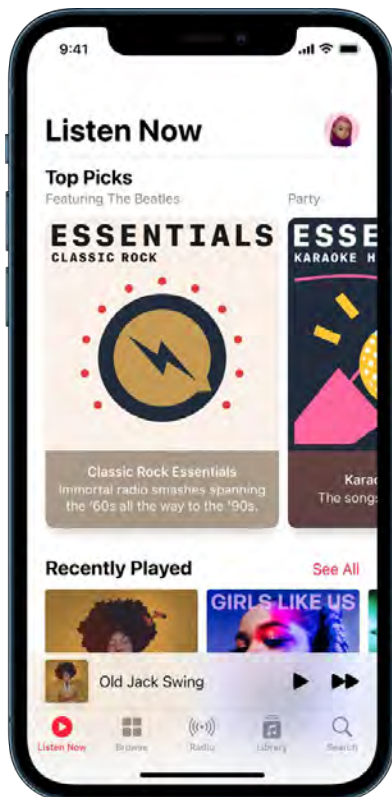 9:41
Listen Now
Top Picks
Featuring The Beatles
Party
ESSENTIALS
CLASSIC ROCK
ESSE
KARAOKE H
Classic Rock Essentials
Immortal radio smashes spanning
the '60s all the way to the '90s.
Karao
The songs
Recently Played
See All
GIRLS LIKE US
Old Jack Swing
Listen Now
Browse
Radio
Library
Search